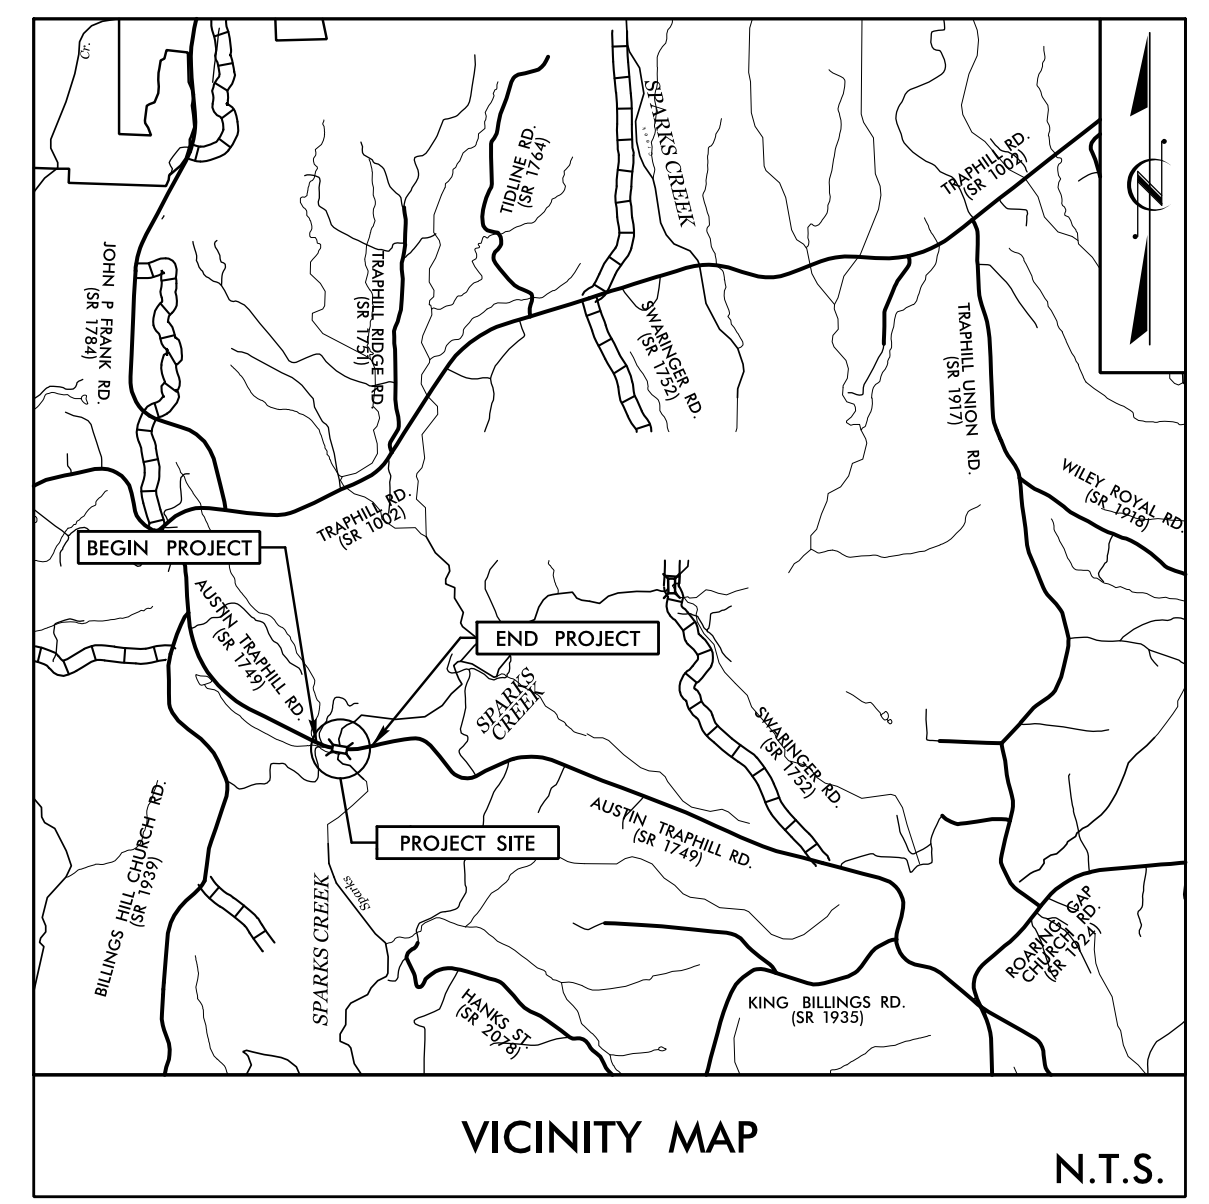 Cr.
SPARKS CREEK
TIDLINE RD.
(SR 1764)
TRAPHILL RD.
(SR 1002)
N
JOHN P FRANK RD.
(SR 1784)
TRAPHILL RIDGE RD.
(SR 1751)
SWARINGER RD.
(SR 1752)
TRAPHILL UNION RD.
(SR 1917)
WILEY ROYAL RD.
(SR 1918)
TRAPHILL RD.
(SR 1002)
BEGIN PROJECT
AUSTIN TRAPHILL RD.
(SR 1749)
END PROJECT
SPARKS
CREEK
SWARINGER RD.
(SR 1752)
AUSTIN TRAPHILL RD.
(SR 1749)
PROJECT SITE
BILLINGS HILL CHURCH RD.
(SR 1939)
SPARKS CREEK
Sparks
ROARING GAP
CHURCH RD.
(SR 1924)
HANKS ST.
(SR 2078)
KING BILLINGS RD.
(SR 1935)
VICINITY MAP
N.T.S.